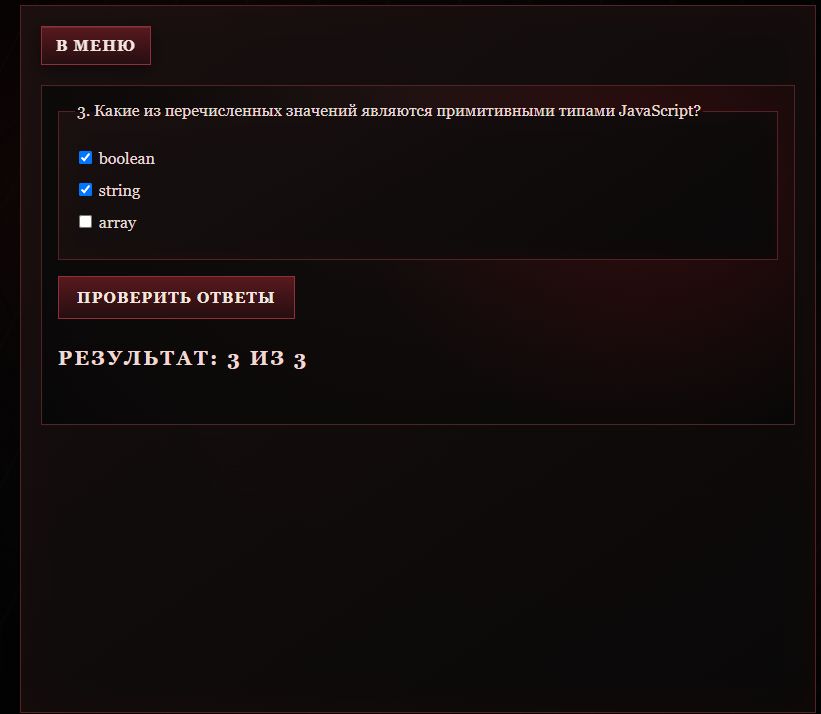 В МЕНЮ
3. Какие из перечисленных значений являются примитивными типами JavaScript?
boolean
string
array
ПРОВЕРИТЬ ОТВЕТЫ
РЕЗУЛЬТАТ: 3 ИЗ 3